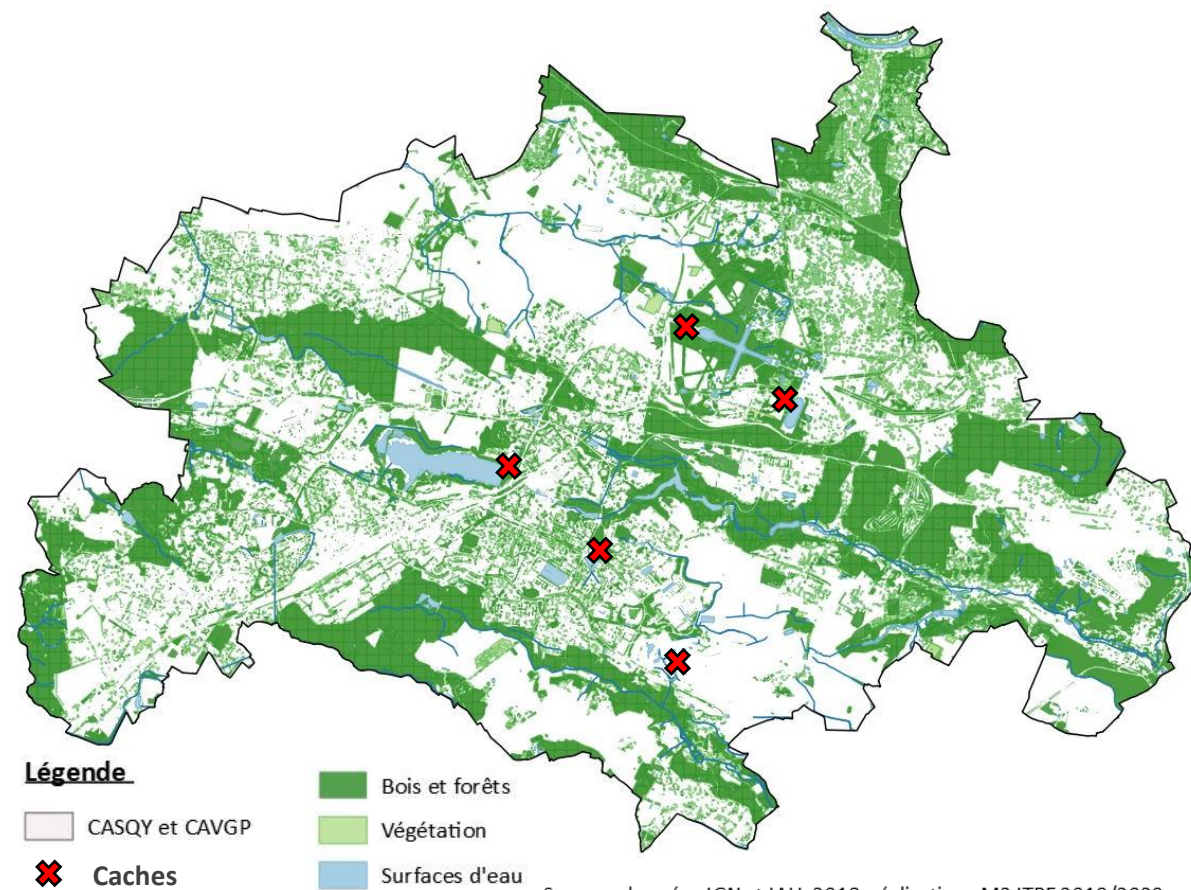 Légende
CASQY et CAVGP
Caches
Bois et forêts
Végétation
Surfaces d'eau